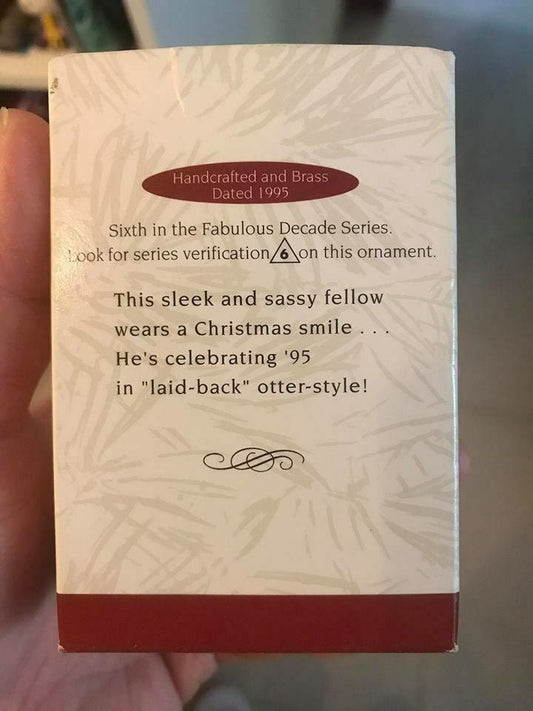 Handcrafted and Brass
Dated 1995
Sixth in the Fabulous Decade Series.
Look for series verification 6 on this ornament.
This sleek and sassy fellow
wears a Christmas smile . . .
He's celebrating '95
in "laid-back" otter-style!